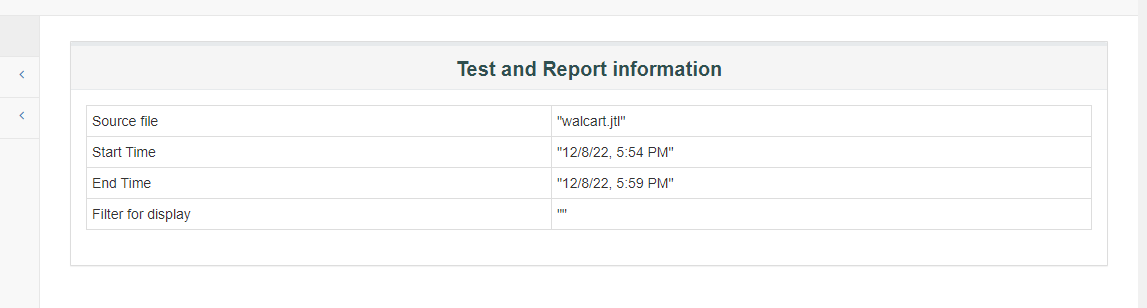 Test and Report information
Source file "walcart.jtl"
Start Time "12/8/22, 5:54 PM"
End Time "12/8/22, 5:59 PM"
Filter for display ""